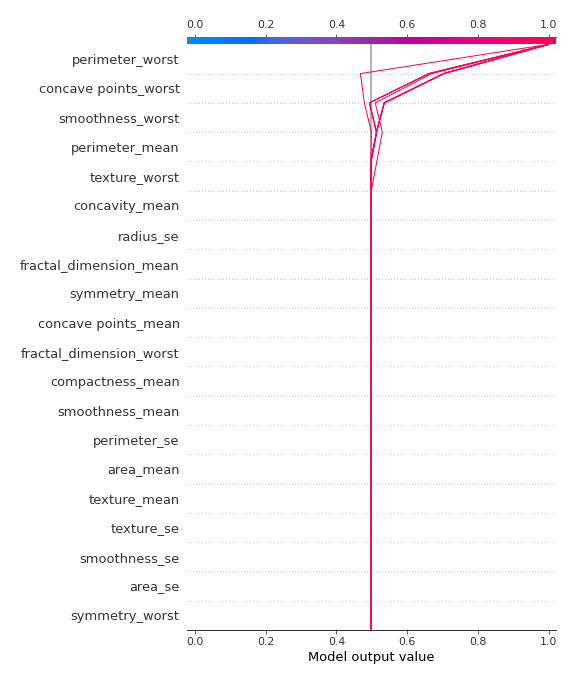 0.0 0.2 0.4 0.6 0.8 1.0
perimeter_worst
concave points_worst
smoothness_worst
perimeter_mean
texture_worst
concavity_mean
radius_se
fractal_dimension_mean
symmetry_mean
concave points_mean
fractal_dimension_worst
compactness_mean
smoothness_mean
perimeter_se
area_mean
texture_mean
texture_se
smoothness_se
area_se
symmetry_worst
0.0 0.2 0.4 0.6 0.8 1.0
Model output value